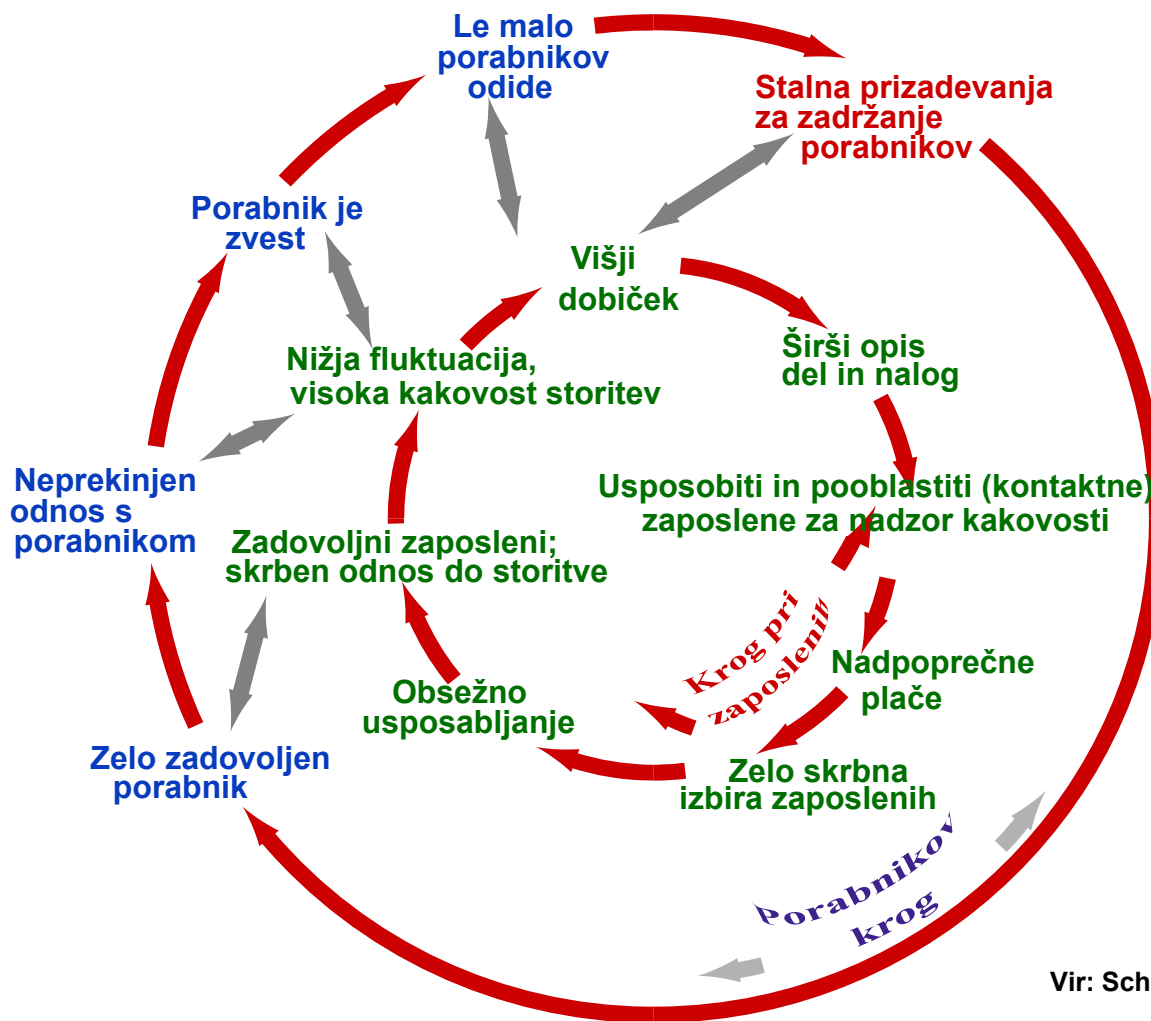 Le malo
porabnikov
odide
Stalna prizadevanja
za zadržanje
porabnikov
Porabnik je
zvest
Višji
dobiček
Širši opis
del in nalog
Nižja fluktuacija,
visoka kakovost storitev
Neprekinjen
odnos s
porabnikom
Usposobiti in pooblastiti (kontaktne)
zaposlene za nadzor kakovosti
Zadovoljni zaposleni;
skrben odnos do storitve
Krog pri
zaposlenih
Nadpoprečne
plače
Obsežno
usposabljanje
Zelo zadovoljen
porabnik
Zelo skrbna
izbira zaposlenih
Porabnikov
krog
Vir: Sch